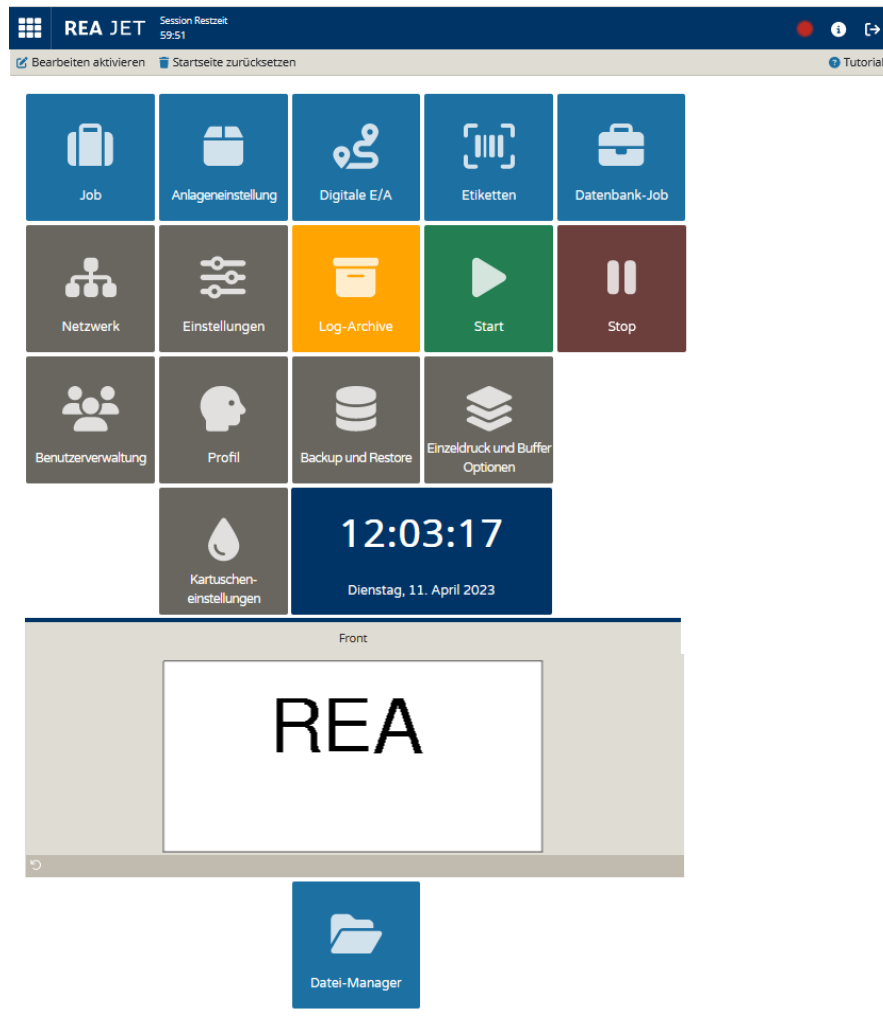 REA JET
Session Restzeit
59:51
Bearbeiten aktivieren
Startseite zurücksetzen
Tutorial
Job
Anlageneinstellung
Digitale E/A
Etiketten
Datenbank-Job
Netzwerk
Einstellungen
Log-Archive
Start
Stop
Benutzerverwaltung
Profil
Backup und Restore
Einzeldruck und Buffer
Optionen
Kartuschen-
einstellungen
12:03:17
Dienstag, 11. April 2023
Front
REA
Datei-Manager